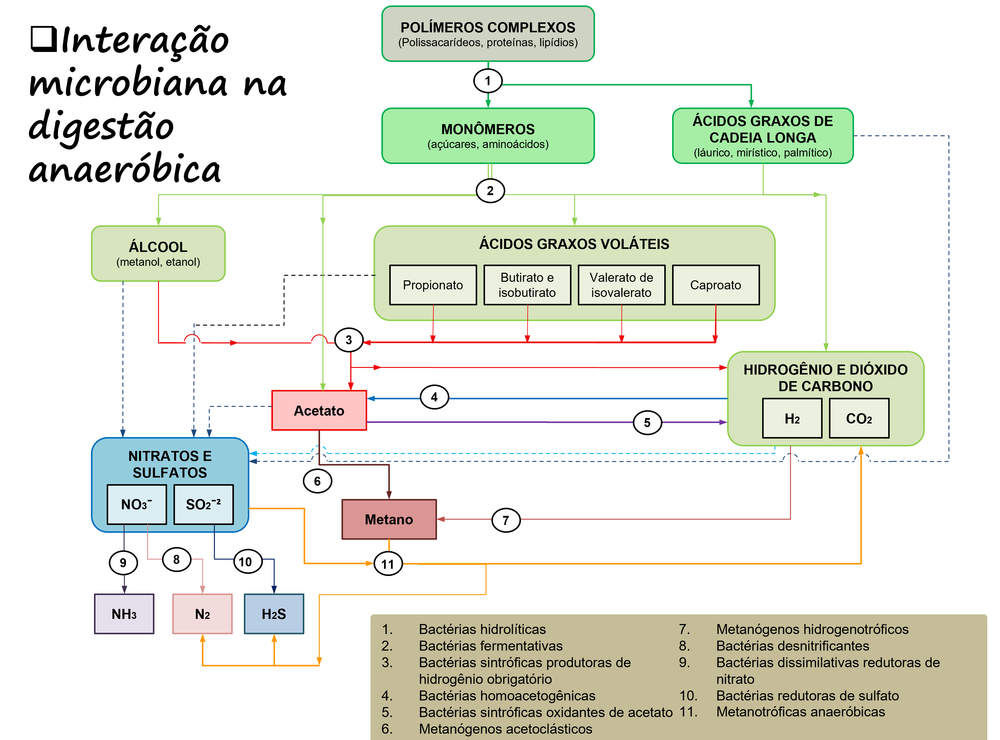 ❑Interação
microbiana na
digestão
anaeróbica
POLÍMEROS COMPLEXOS
(Polissacarídeos, proteínas, lipídios)
1
MONÔMEROS
(açúcares, aminoácidos)
ÁCIDOS GRAXOS DE
CADEIA LONGA
(láurico, mirístico, palmítico)
2
ÁLCOOL
(metanol, etanol)
ÁCIDOS GRAXOS VOLÁTEIS
Propionato
Butirato e
isobutirato
Valerato de
isovalerato
Caproato
3
HIDROGÊNIO E DIÓXIDO
DE CARBONO
H₂
CO₂
4
Acetato
5
NITRATOS E
SULFATOS
NO₃⁻
SO₂⁻²
6
Metano
7
9
8
10
11
NH₃
N₂
H₂S
1. Bactérias hidrolíticas
2. Bactérias fermentativas
3. Bactérias sintróficas produtoras de
hidrogênio obrigatório
4. Bactérias homoacetogênicas
5. Bactérias sintróficas oxidantes de acetato
6. Metanógenos acetoclásticos
7. Metanógenos hidrogenotróficos
8. Bactérias desnitrificantes
9. Bactérias dissimilativas redutoras de
nitrato
10. Bactérias redutoras de sulfato
11. Metanotróficas anaeróbicas